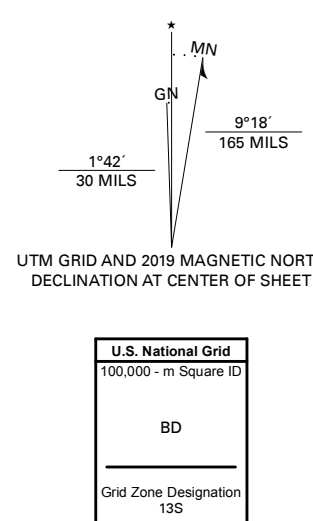 ★
MN
GN
9°18´
165 MILS
1°42´
30 MILS
UTM GRID AND 2019 MAGNETIC NORT
DECLINATION AT CENTER OF SHEET
U.S. National Grid
100,000 - m Square ID
BD
Grid Zone Designation
13S